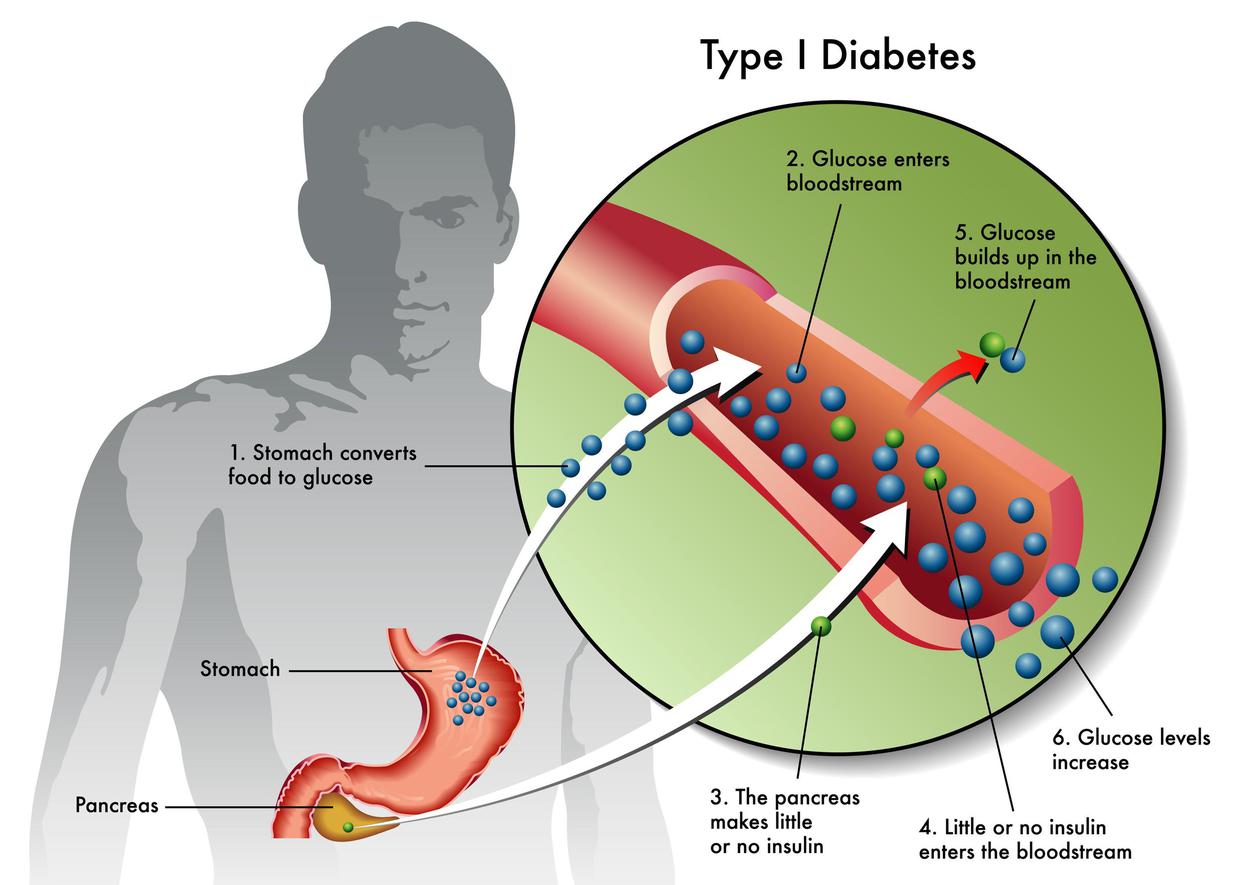 Type I Diabetes
2. Glucose enters
bloodstream
5. Glucose
builds up in the
bloodstream
1. Stomach converts
food to glucose
Stomach
Pancreas
6. Glucose levels
increase
3. The pancreas
makes little
or no insulin
4. Little or no insulin
enters the bloodstream